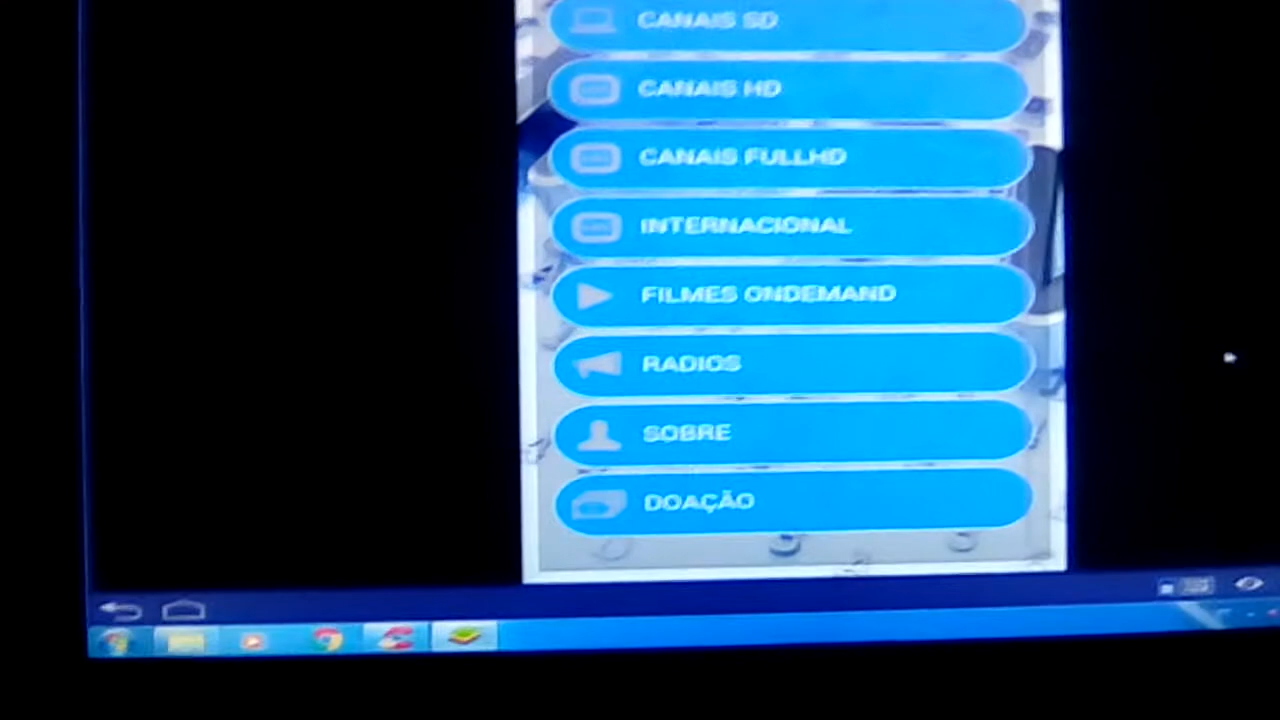 CANAIS SD
CANAIS HD
CANAIS FULLHD
INTERNACIONAL
FILMES ONDEMAND
RADIOS
SOBRE
DOAÇÃO